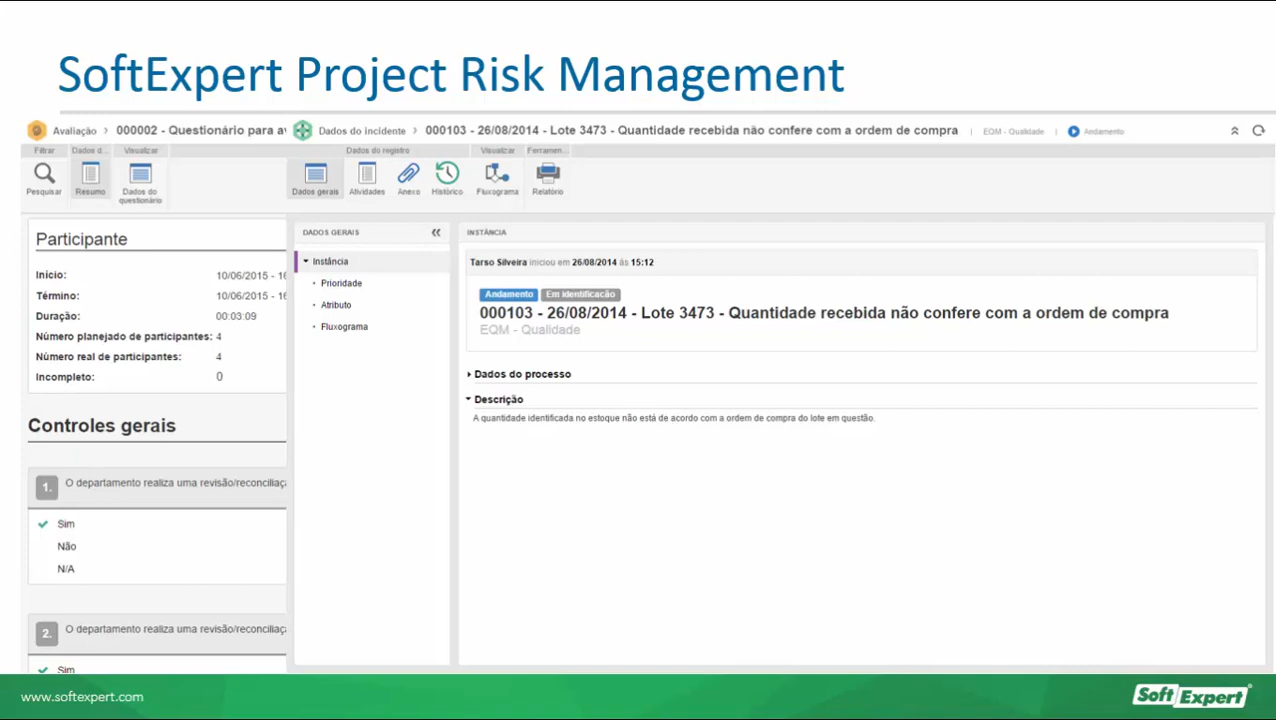 SoftExpert Project Risk Management
Avaliação › 000002 - Questionário para av
Filtrar Dados d... Visualizar
Pesquisar Resumo Dados do questionário
Participante
Início: 10/06/2015 - 16
Término: 10/06/2015 - 16
Duração: 00:03:09
Número planejado de participantes: 4
Número real de participantes: 4
Incompleto: 0
Controles gerais
1. O departamento realiza uma revisão/reconciliaç
Sim
Não
N/A
2. O departamento realiza uma revisão/reconciliaç
Sim
Dados do incidente › 000103 - 26/08/2014 - Lote 3473 - Quantidade recebida não confere com a ordem de compra | EQM - Qualidade | Andamento
Dados do registro Visualizar Ferramen...
Dados gerais Atividades Anexo Histórico Fluxograma Relatório
DADOS GERAIS
Instância
Prioridade
Atributo
Fluxograma
INSTÂNCIA
Tarso Silveira iniciou em 26/08/2014 às 15:12
Andamento Em identificação
000103 - 26/08/2014 - Lote 3473 - Quantidade recebida não confere com a ordem de compra
EQM - Qualidade
Dados do processo
Descrição
A quantidade identificada no estoque não está de acordo com a ordem de compra do lote em questão.
www.softexpert.com
SoftExpert®